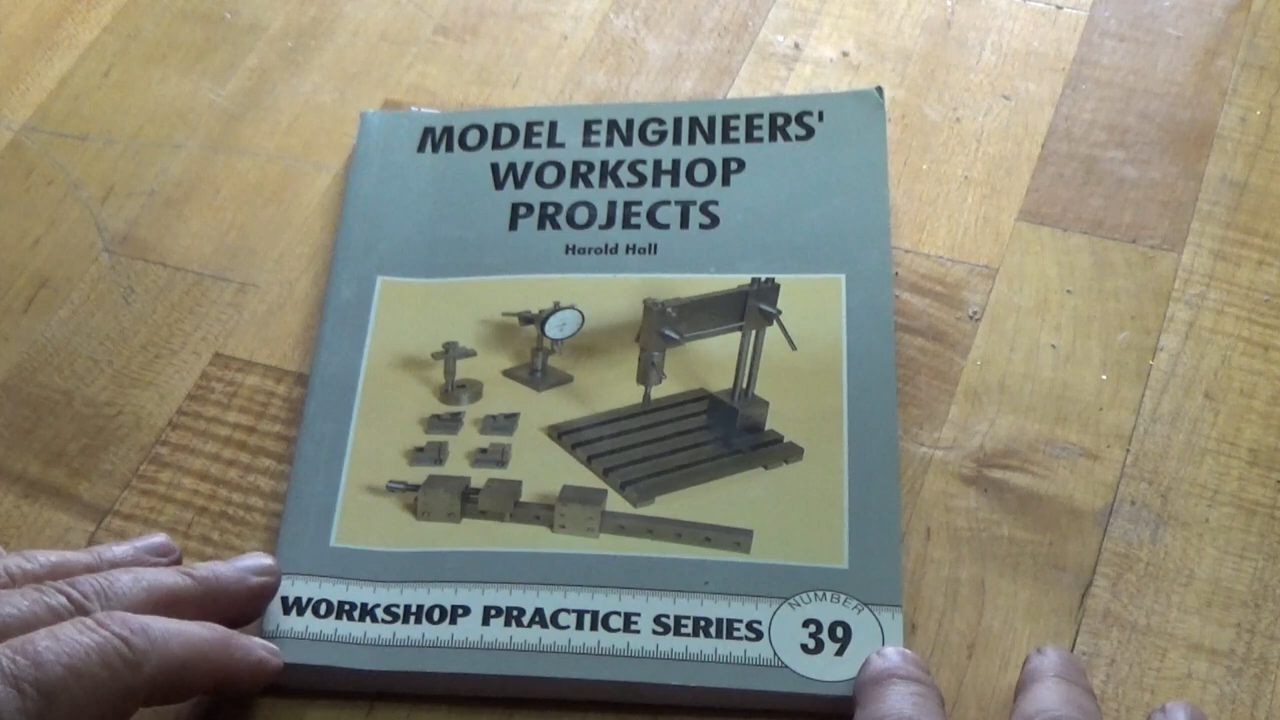 MODEL ENGINEERS'
WORKSHOP
PROJECTS
Harold Hall
WORKSHOP PRACTICE SERIES
NUMBER
39